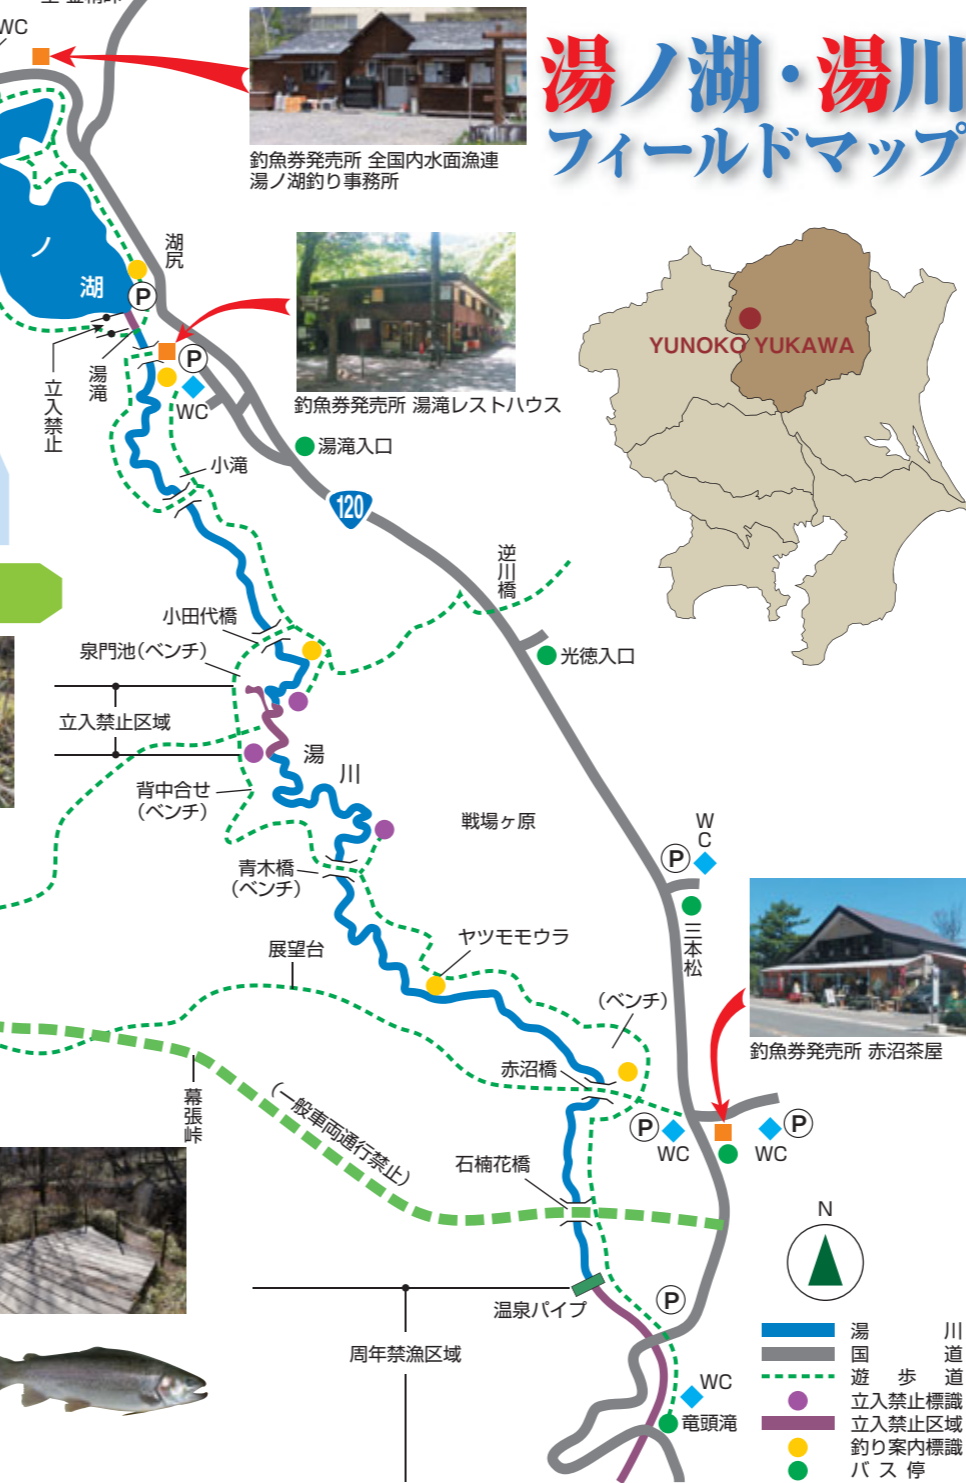 WC
湯ノ湖・湯川
フィールドマップ
釣魚券発売所 全国内水面漁連
湯ノ湖釣り事務所
湖尻
ノ
湖
P
YUNOKO YUKAWA
立入禁止
湯滝
P
WC
釣魚券発売所 湯滝レストハウス
湯滝入口
小滝
120
逆川橋
小田代橋
泉門池(ベンチ)
光徳入口
立入禁止区域
湯
川
背中合せ
(ベンチ)
戦場ヶ原
WC
P
青木橋
(ベンチ)
三本松
展望台
ヤツモモウラ
(ベンチ)
釣魚券発売所 赤沼茶屋
赤沼橋
幕張峠
(一般車両通行禁止)
P
WC
P
WC
石楠花橋
N
温泉パイプ
P
周年禁漁区域
WC
竜頭滝
湯川
国道
遊歩道
立入禁止標識
立入禁止区域
釣り案内標識
バス停